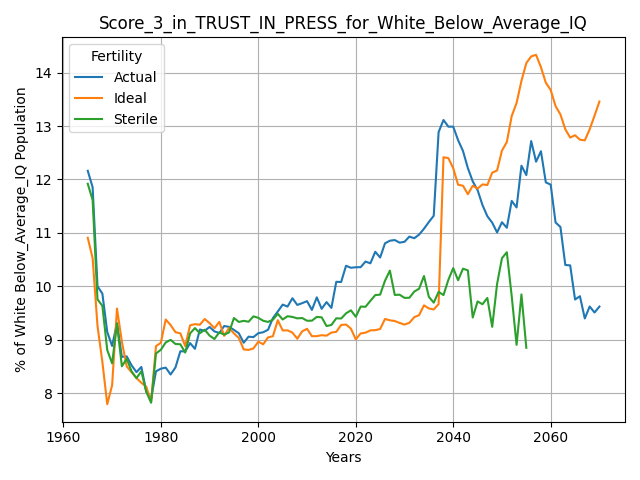 Score_3_in_TRUST_IN_PRESS_for_White_Below_Average_IQ
Fertility
Actual
Ideal
Sterile
% of White Below_Average_IQ Population
14
13
12
11
10
9
8
1960
1980
2000
2020
2040
2060
Years